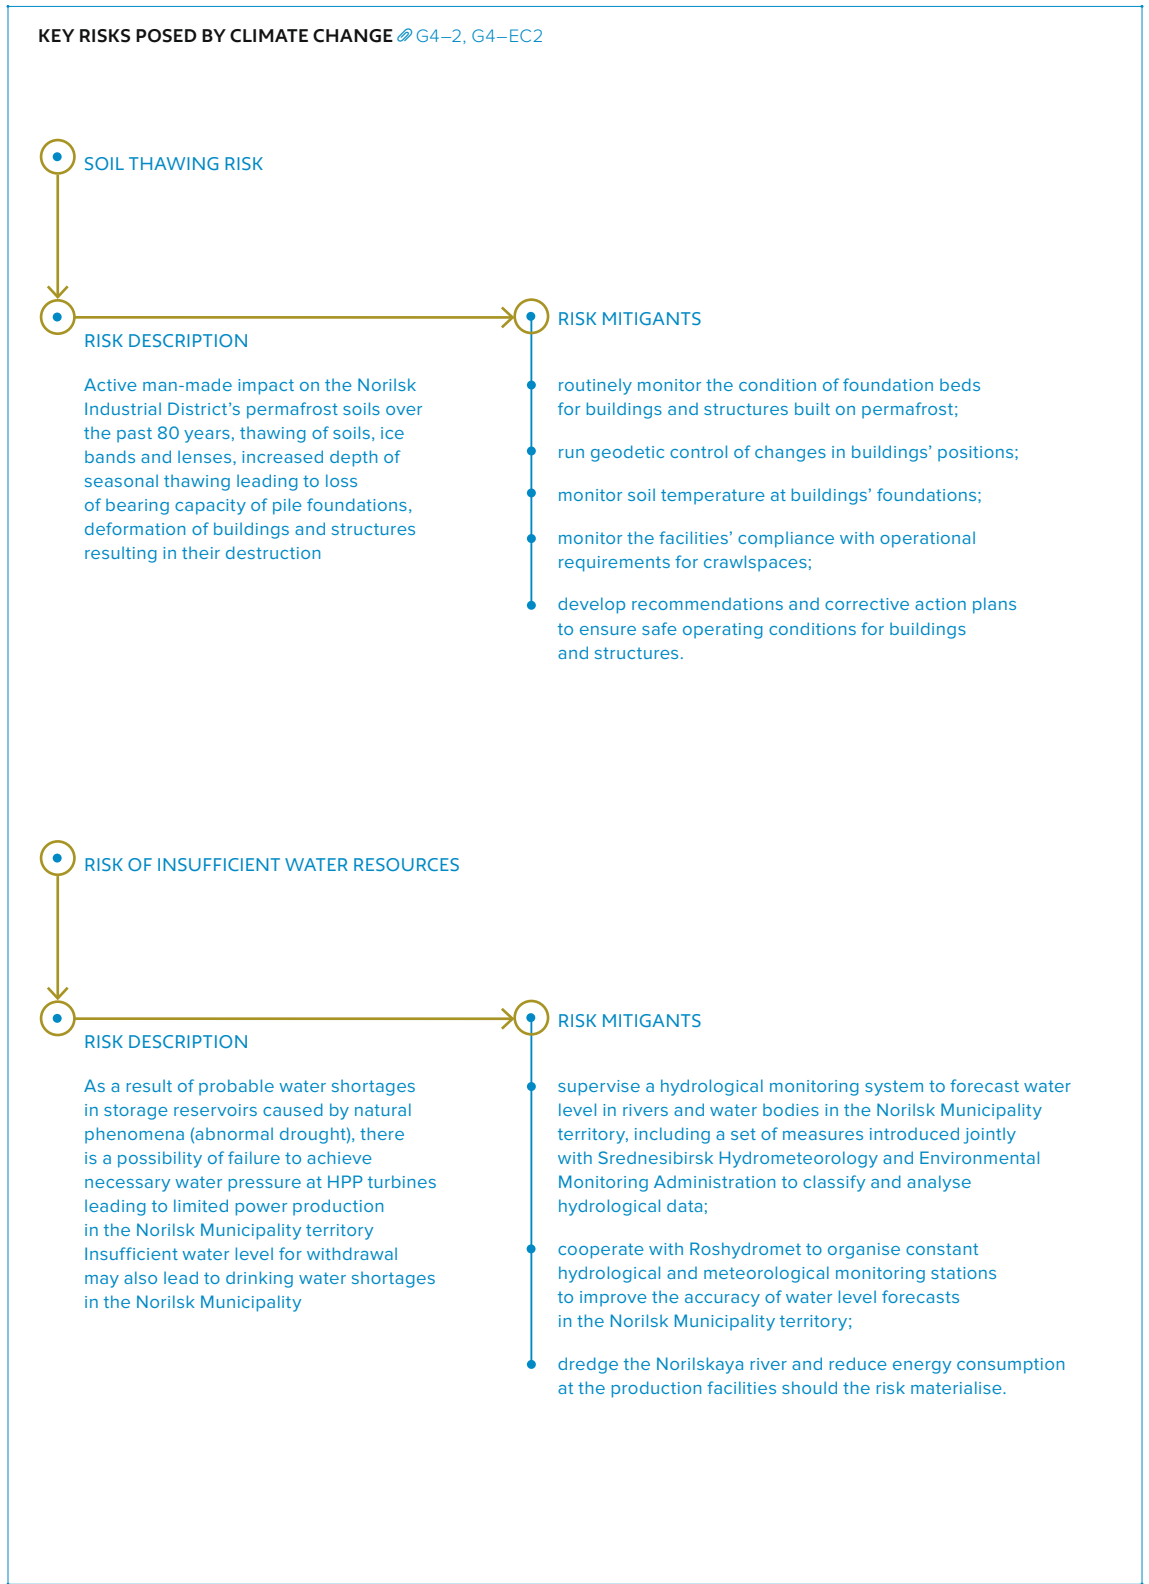 KEY RISKS POSED BY CLIMATE CHANGE G4–2, G4–EC2
SOIL THAWING RISK
RISK DESCRIPTION
Active man-made impact on the Norilsk
Industrial District’s permafrost soils over
the past 80 years, thawing of soils, ice
bands and lenses, increased depth of
seasonal thawing leading to loss
of bearing capacity of pile foundations,
deformation of buildings and structures
resulting in their destruction
RISK MITIGANTS
routinely monitor the condition of foundation beds
for buildings and structures built on permafrost;
run geodetic control of changes in buildings’ positions;
monitor soil temperature at buildings’ foundations;
monitor the facilities’ compliance with operational
requirements for crawlspaces;
develop recommendations and corrective action plans
to ensure safe operating conditions for buildings
and structures.
RISK OF INSUFFICIENT WATER RESOURCES
RISK DESCRIPTION
As a result of probable water shortages
in storage reservoirs caused by natural
phenomena (abnormal drought), there
is a possibility of failure to achieve
necessary water pressure at HPP turbines
leading to limited power production
in the Norilsk Municipality territory
Insufficient water level for withdrawal
may also lead to drinking water shortages
in the Norilsk Municipality
RISK MITIGANTS
supervise a hydrological monitoring system to forecast water
level in rivers and water bodies in the Norilsk Municipality
territory, including a set of measures introduced jointly
with Srednesibirsk Hydrometeorology and Environmental
Monitoring Administration to classify and analyse
hydrological data;
cooperate with Roshydromet to organise constant
hydrological and meteorological monitoring stations
to improve the accuracy of water level forecasts
in the Norilsk Municipality territory;
dredge the Norilskaya river and reduce energy consumption
at the production facilities should the risk materialise.